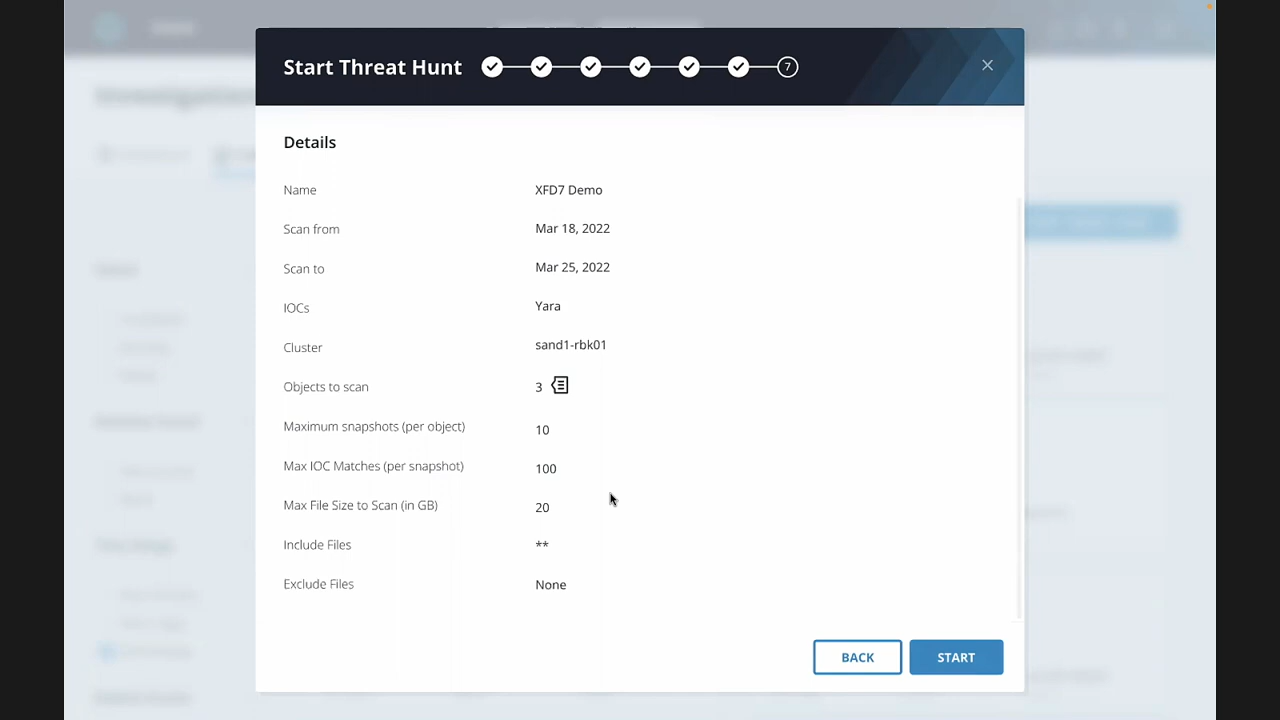 Start Threat Hunt 7
Details
Name XFD7 Demo
Scan from Mar 18, 2022
Scan to Mar 25, 2022
IOCs Yara
Cluster sand1-rbk01
Objects to scan 3
Maximum snapshots (per object) 10
Max IOC Matches (per snapshot) 100
Max File Size to Scan (in GB) 20
Include Files **
Exclude Files None
BACK START